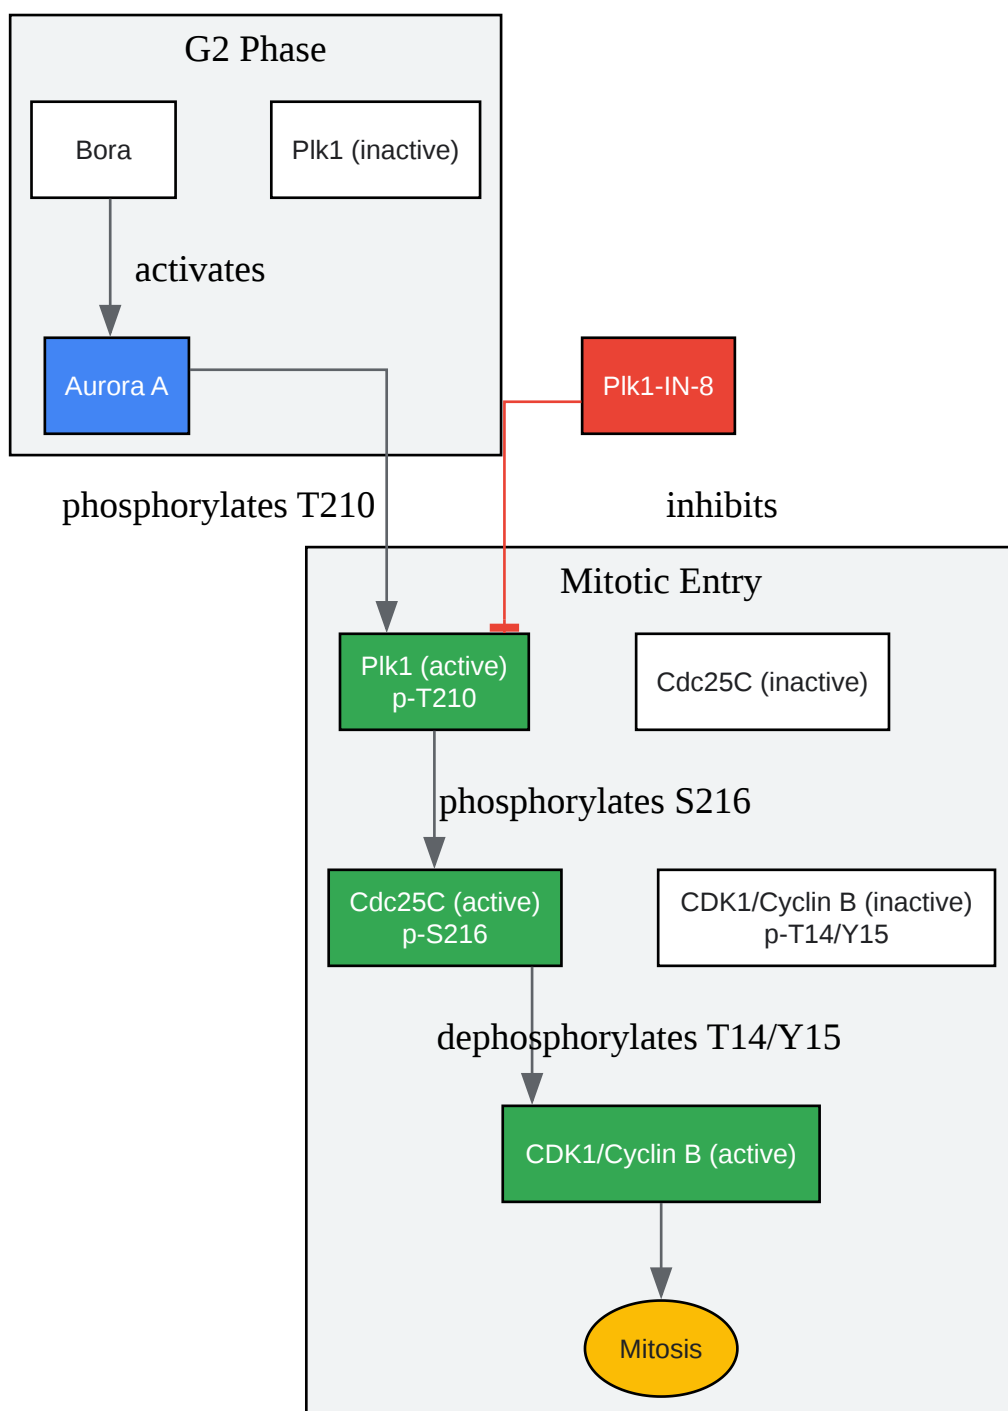 G2 Phase
Bora
Plk1 (inactive)
activates
Aurora A
Plk1-IN-8
phosphorylates T210
inhibits
Mitotic Entry
Plk1 (active)
p-T210
Cdc25C (inactive)
phosphorylates S216
Cdc25C (active)
p-S216
CDK1/Cyclin B (inactive)
p-T14/Y15
dephosphorylates T14/Y15
CDK1/Cyclin B (active)
Mitosis